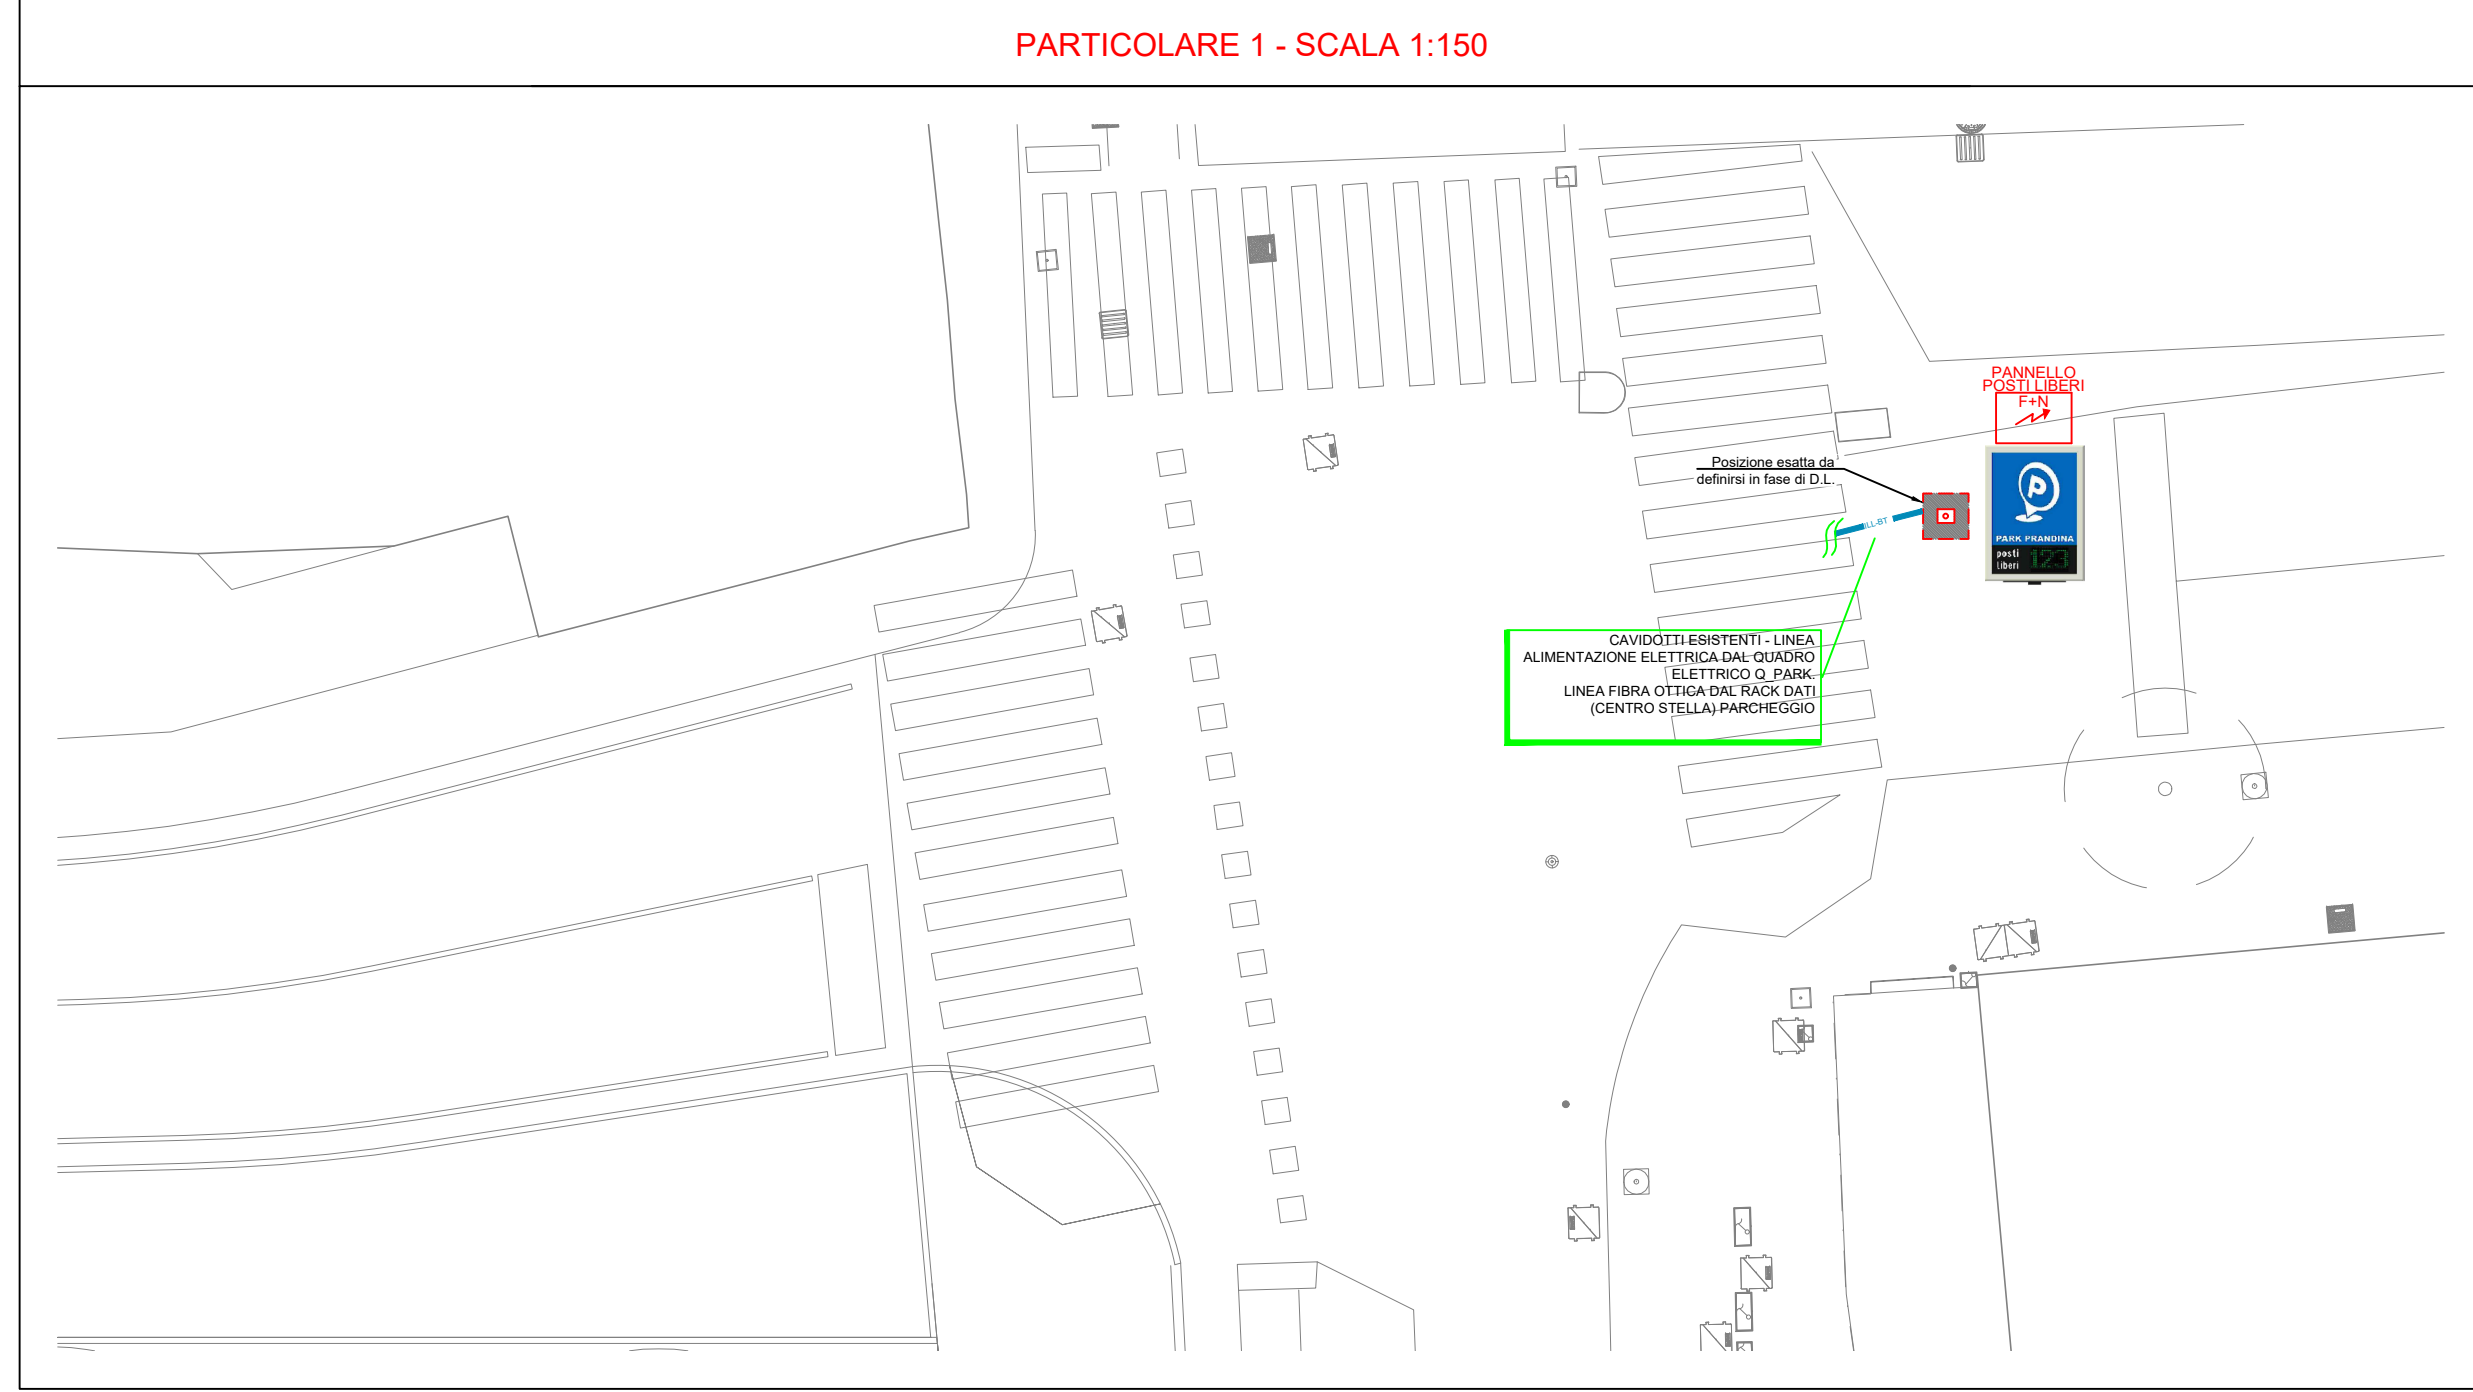 PARTICOLARE 1 - SCALA 1:150
PANNELLO
POSTI LIBERI
F+N
Posizione esatta da
definirsi in fase di D.L.
ILL-BT
P
PARK PRANDINA
posti
liberi
123
CAVIDOTTI ESISTENTI - LINEA
ALIMENTAZIONE ELETTRICA DAL QUADRO
ELETTRICO Q_PARK.
LINEA FIBRA OTTICA DAL RACK DATI
(CENTRO STELLA) PARCHEGGIO